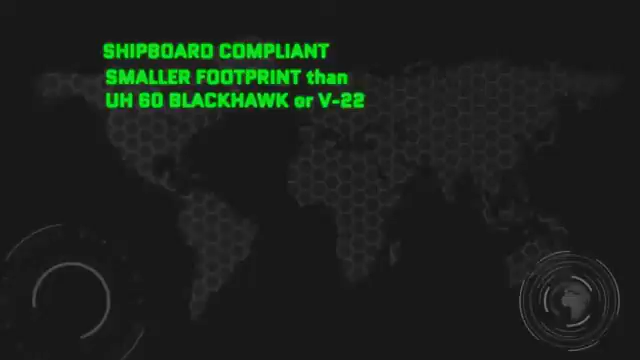 SHIPBOARD COMPLIANT
SMALLER FOOTPRINT than
UH 60 BLACKHAWK or V-22